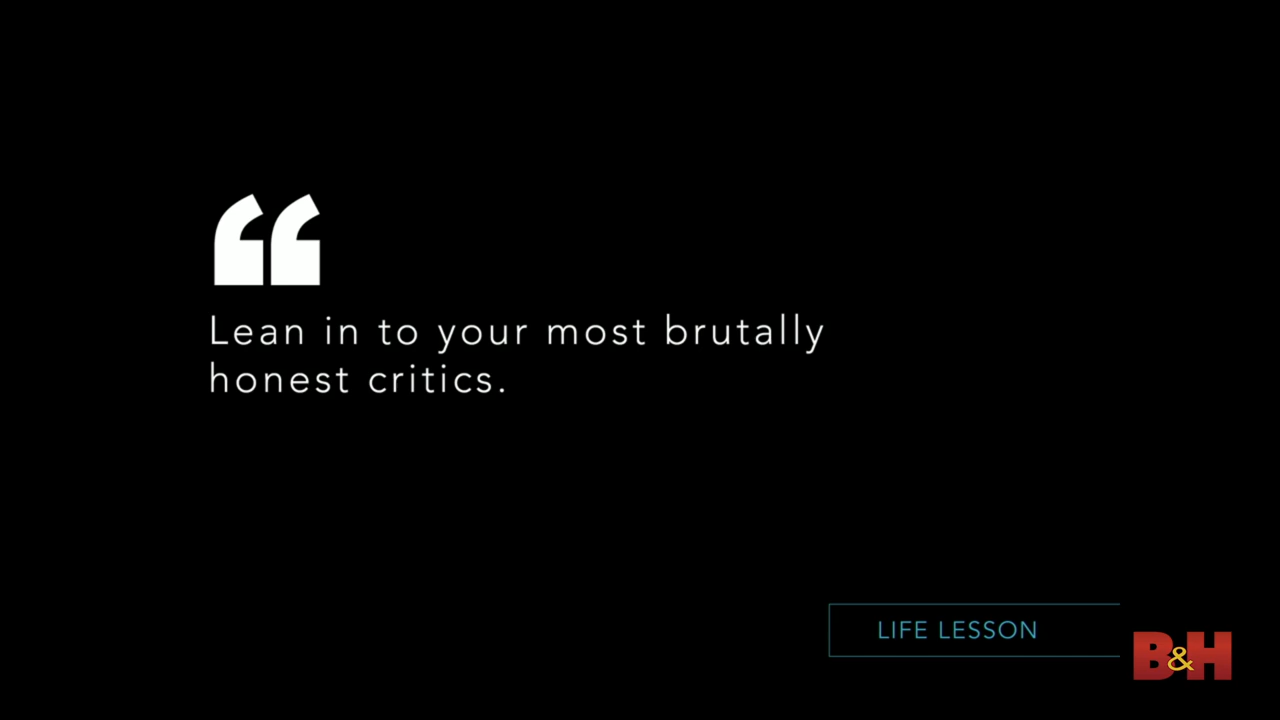 “
Lean in to your most brutally
honest critics.
LIFE LESSON
B&H